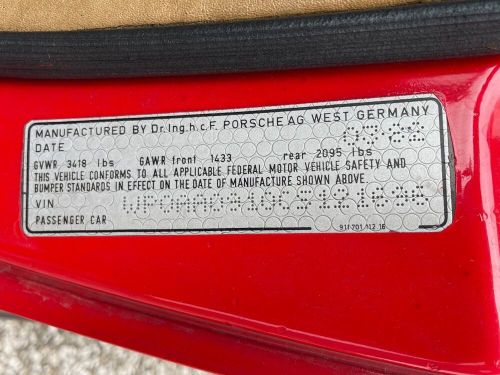 MANUFACTURED BY Dr.Ing.h.c.F. PORSCHE AG WEST GERMANY
DATE 03-86
GVWR 3418 lbs GAWR front 1433 rear 2095 lbs
THIS VEHICLE CONFORMS TO ALL APPLICABLE FEDERAL MOTOR VEHICLE SAFETY AND
BUMPER STANDARDS IN EFFECT ON THE DATE OF MANUFACTURE SHOWN ABOVE
VIN
PASSENGER CAR 911.701.112.16